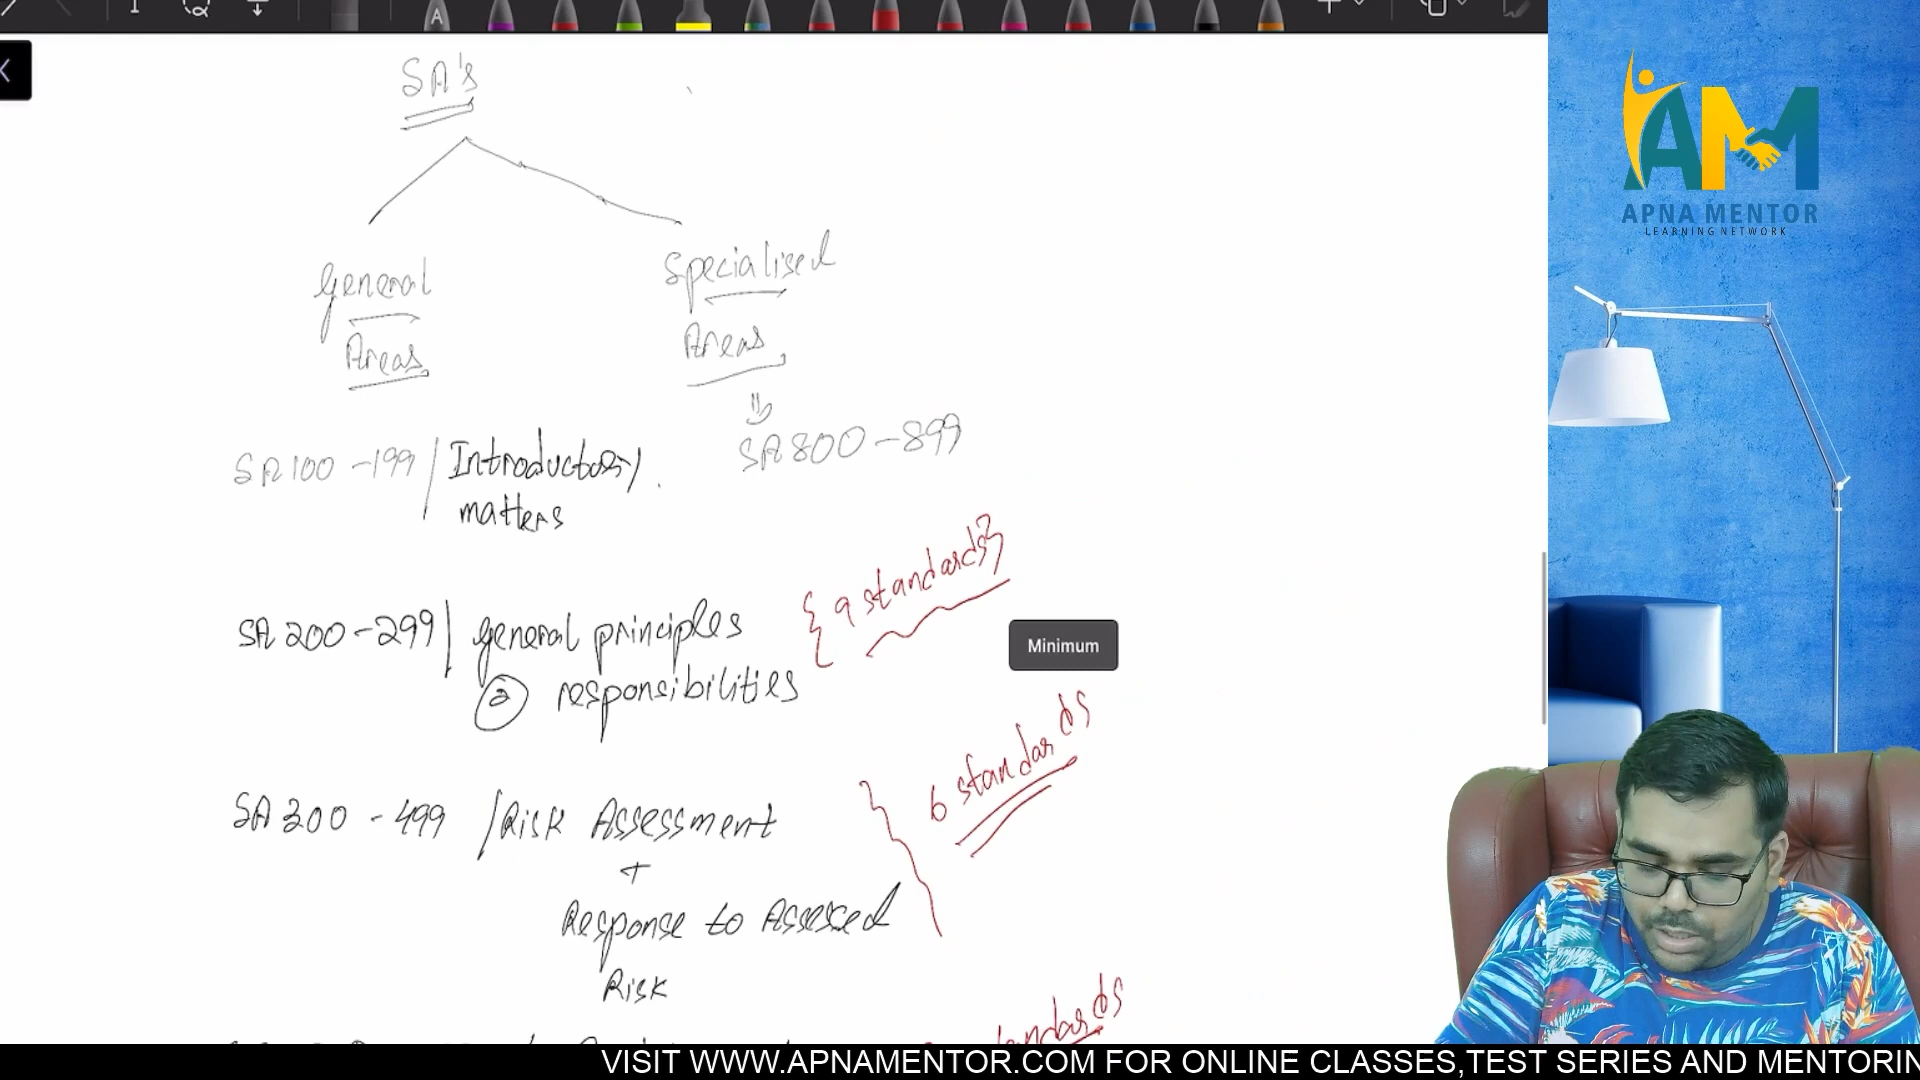 SA's
General
Areas
Specialised
Areas
SA 800 - 899
SA 100 - 199 / Introductory
matters
SA 200 - 299 | general principles
responsibilities
{ 9 standards }
Minimum
SA 300 - 499 / Risk Assessment
+
Response to Assessed
Risk
6 standards
AM
APNA MENTOR
LEARNING NETWORK
VISIT WWW.APNAMENTOR.COM FOR ONLINE CLASSES,TEST SERIES AND MENTORIN